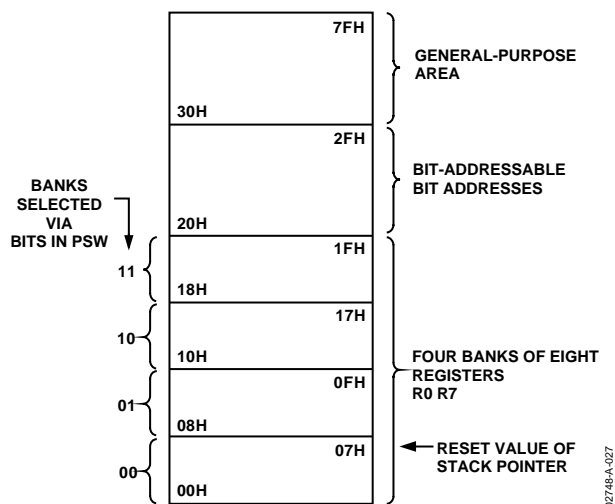 7FH
GENERAL-PURPOSE
AREA
30H
2FH
BIT-ADDRESSABLE
BIT ADDRESSES
BANKS
SELECTED
VIA
BITS IN PSW
20H
1FH
11
18H
17H
10
10H
FOUR BANKS OF EIGHT
REGISTERS
R0 R7
0FH
01
08H
07H
RESET VALUE OF
STACK POINTER
00
00H
02748-A-027